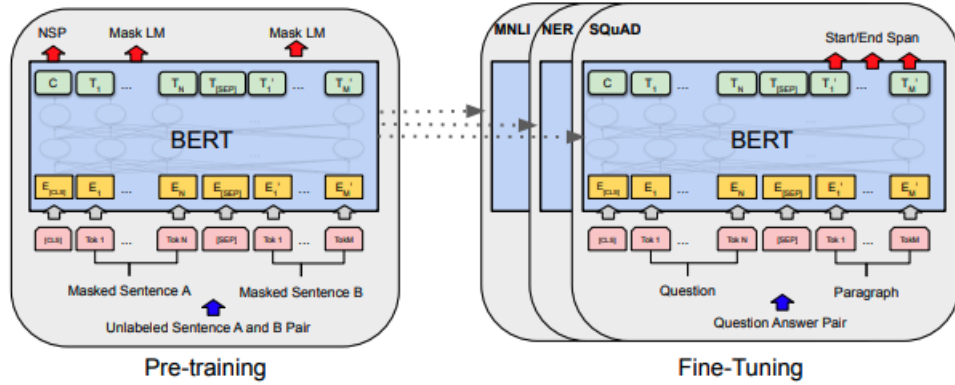 NSP Mask LM Mask LM
C T1 ... TN T[SEP] T1' ... TM'
BERT
E[CLS] E1 ... EN E[SEP] E1' ... EM'
[CLS] Tok 1 ... Tok N [SEP] Tok 1 ... TokM
Masked Sentence A Masked Sentence B
Unlabeled Sentence A and B Pair
Pre-training
MNLI NER SQuAD
Start/End Span
C T1 ... TN T[SEP] T1' ... TM'
BERT
E[CLS] E1 ... EN E[SEP] E1' ... EM'
[CLS] Tok 1 ... Tok N [SEP] Tok 1 ... TokM
Question Paragraph
Question Answer Pair
Fine-Tuning